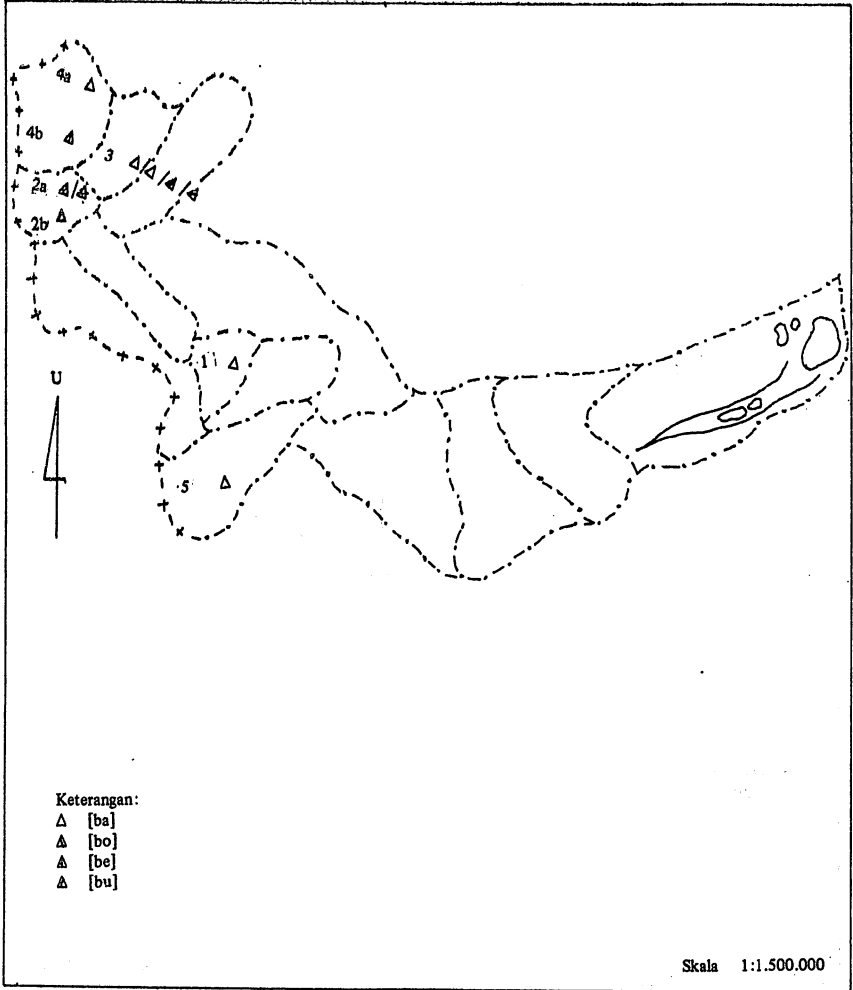 4a
4b
3
2a
2b
1
U
5
Keterangan:
[ba]
[bo]
[be]
[bu]
Skala 1:1.500.000